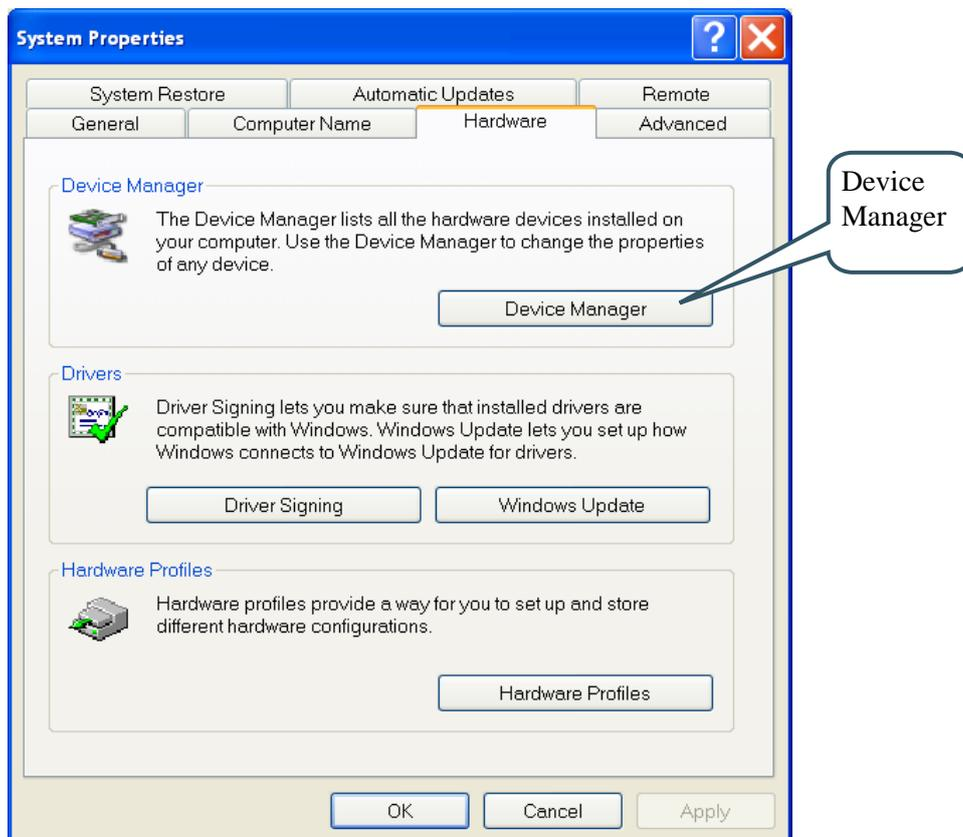 System Properties
?
System Restore
Automatic Updates
Remote
General
Computer Name
Hardware
Advanced
Device Manager
The Device Manager lists all the hardware devices installed on
your computer. Use the Device Manager to change the properties
of any device.
Device Manager
Device
Manager
Drivers
Driver Signing lets you make sure that installed drivers are
compatible with Windows. Windows Update lets you set up how
Windows connects to Windows Update for drivers.
Driver Signing
Windows Update
Hardware Profiles
Hardware profiles provide a way for you to set up and store
different hardware configurations.
Hardware Profiles
OK
Cancel
Apply